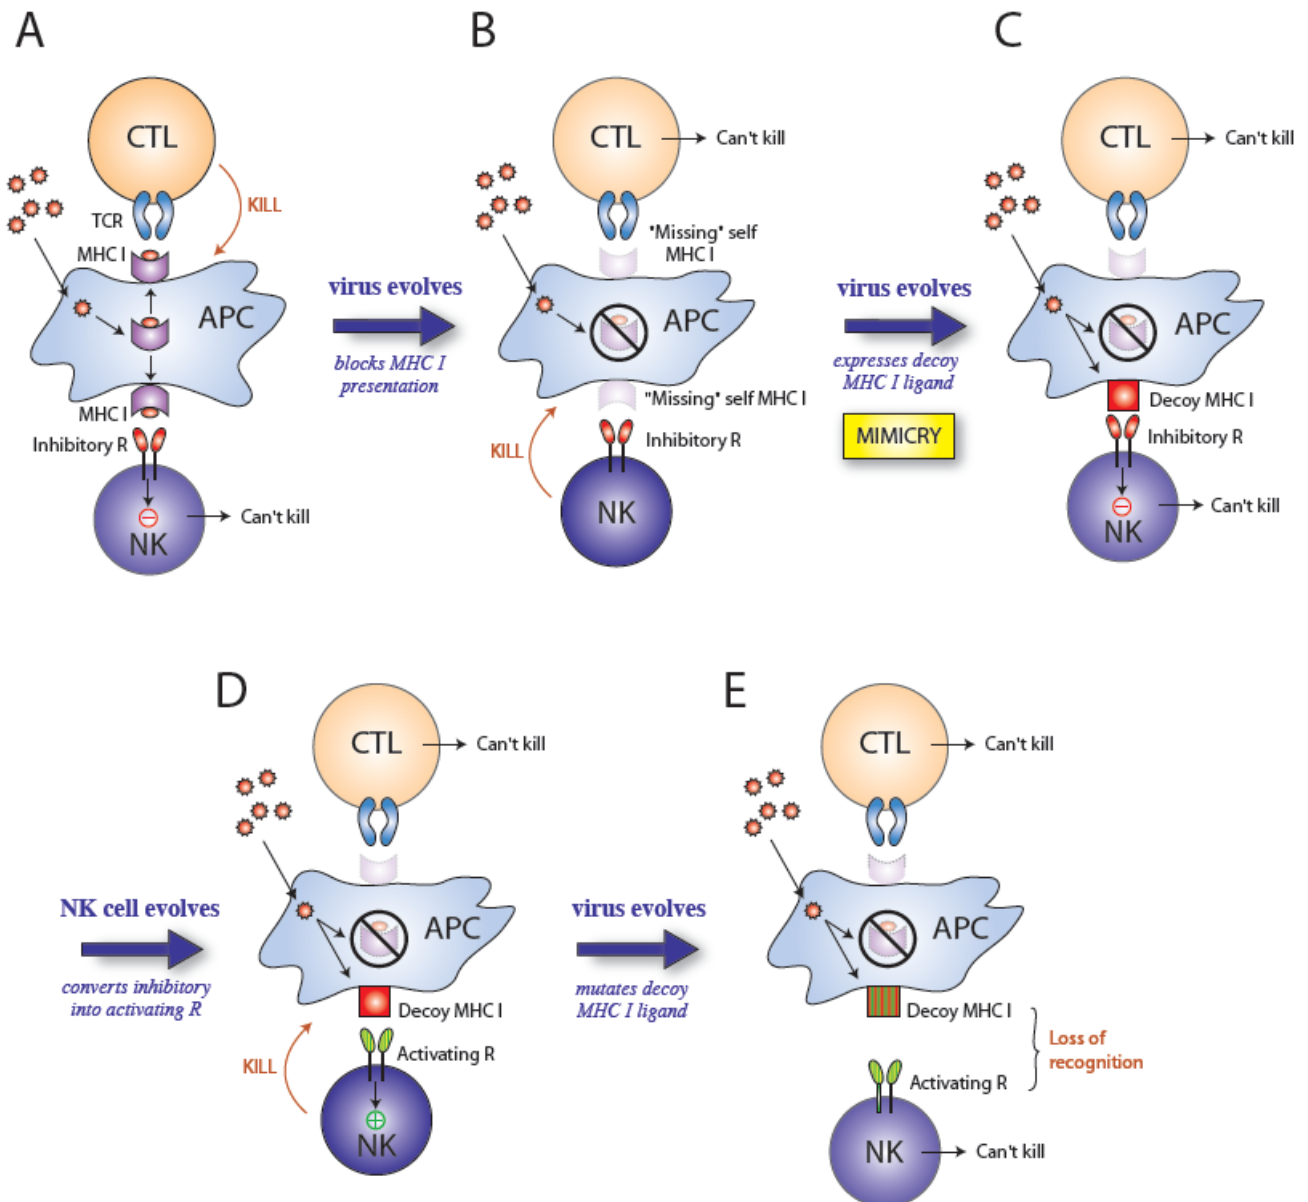 A
CTL
KILL
TCR
MHC I
APC
MHC I
Inhibitory R
Can't kill
NK
virus evolves
blocks MHC I
presentation
B
CTL
Can't kill
"Missing" self
MHC I
APC
"Missing" self MHC I
KILL
Inhibitory R
NK
virus evolves
expresses decoy
MHC I ligand
MIMICRY
C
CTL
Can't kill
APC
Decoy MHC I
Inhibitory R
Can't kill
NK
NK cell evolves
converts inhibitory
into activating R
D
CTL
Can't kill
APC
Decoy MHC I
KILL
Activating R
NK
virus evolves
mutates decoy
MHC I ligand
E
CTL
Can't kill
APC
Decoy MHC I
Loss of
recognition
Activating R
NK
Can't kill